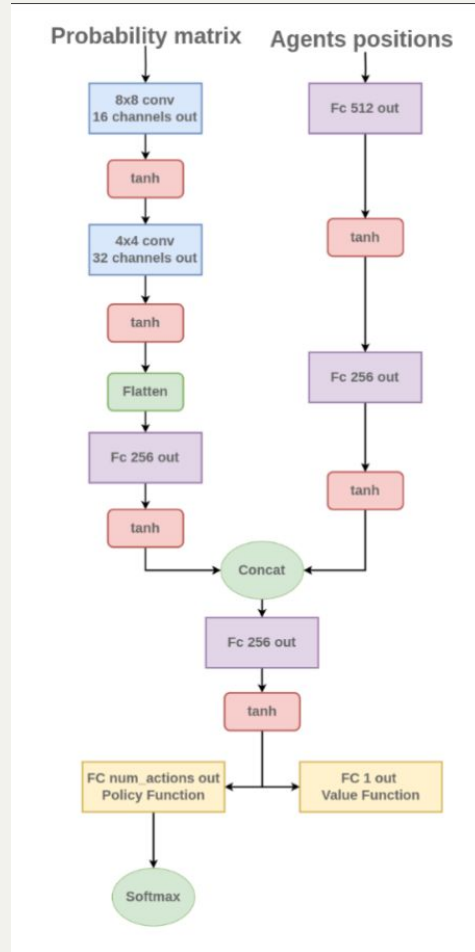 Probability matrix
Agents positions
8x8 conv
16 channels out
tanh
4x4 conv
32 channels out
tanh
Flatten
Fc 256 out
tanh
Fc 512 out
tanh
Fc 256 out
tanh
Concat
Fc 256 out
tanh
FC num_actions out
Policy Function
FC 1 out
Value Function
Softmax